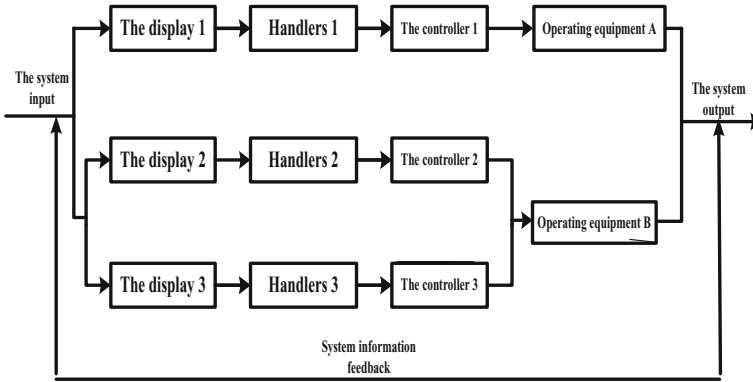 The display 1
Handlers 1
The controller 1
Operating equipment A
The system
input
The system
output
The display 2
Handlers 2
The controller 2
Operating equipment B
The display 3
Handlers 3
The controller 3
System information
feedback